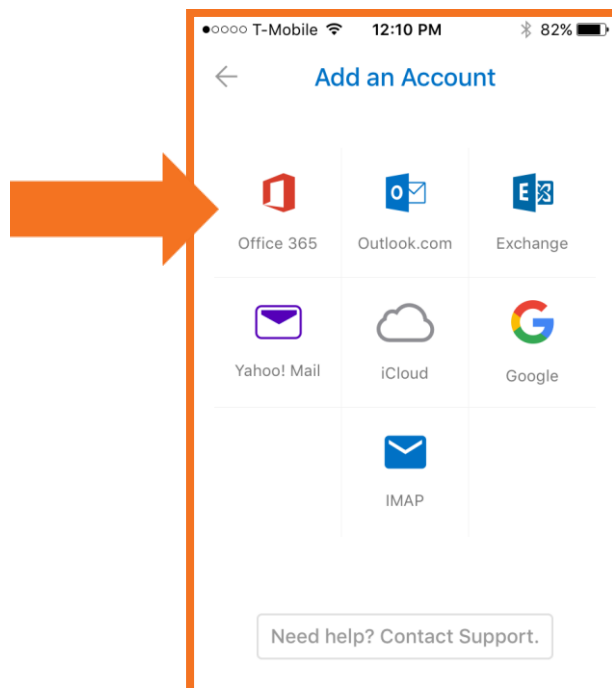 T-Mobile 12:10 PM 82%
Add an Account
Office 365 Outlook.com Exchange
Yahoo! Mail iCloud Google
IMAP
Need help? Contact Support.